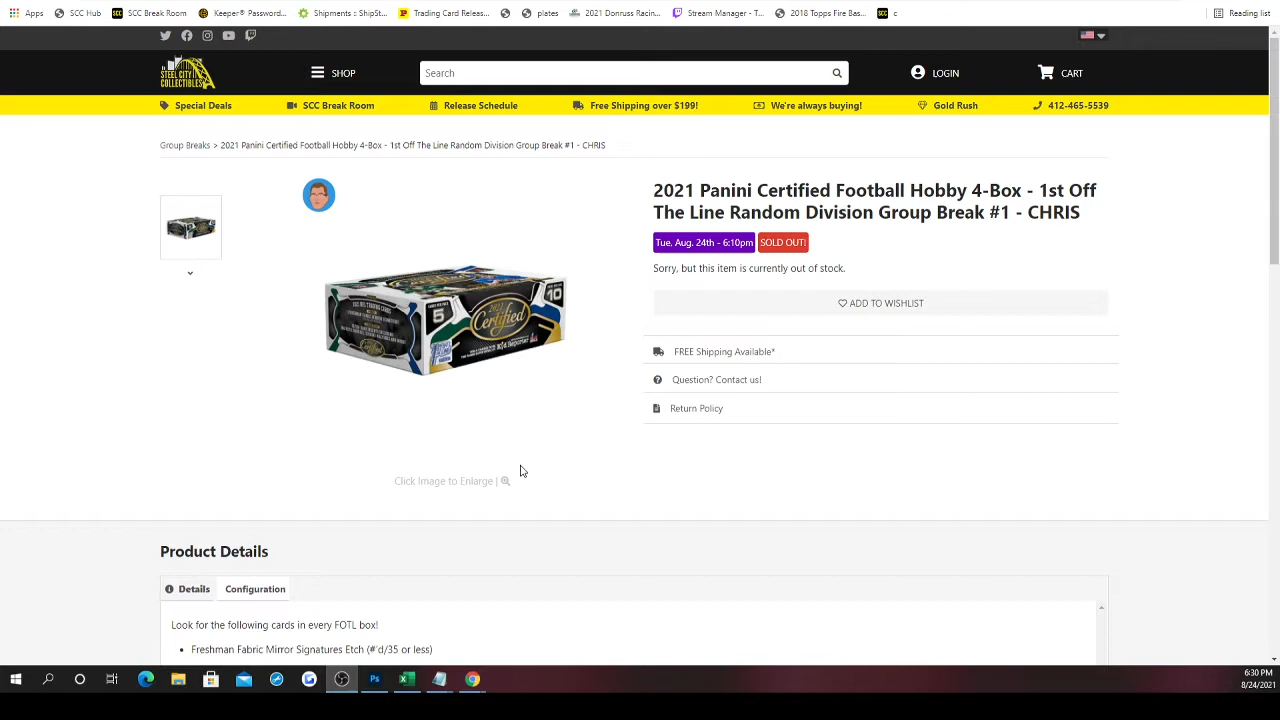 Apps SCC Hub SCC Break Room Keeper® Password... Shipments :: ShipSt... Trading Card Releas... plates 2021 Donruss Racin... Stream Manager - T... 2018 Topps Fire Bas... c Reading list
STEEL CITY
COLLECTIBLES
SHOP
Search
LOGIN
CART
Special Deals SCC Break Room Release Schedule Free Shipping over $199! We're always buying! Gold Rush 412-465-5539
Group Breaks > 2021 Panini Certified Football Hobby 4-Box - 1st Off The Line Random Division Group Break #1 - CHRIS
2021 Panini Certified Football Hobby 4-Box - 1st Off
The Line Random Division Group Break #1 - CHRIS
Tue, Aug. 24th - 6:10pm SOLD OUT!
Sorry, but this item is currently out of stock.
ADD TO WISHLIST
FREE Shipping Available*
Question? Contact us!
Return Policy
5
10
2021
Certified
Click Image to Enlarge |
Product Details
Details Configuration
Look for the following cards in every FOTL box!
• Freshman Fabric Mirror Signatures Etch (#'d/35 or less)
6:30 PM
8/24/2021